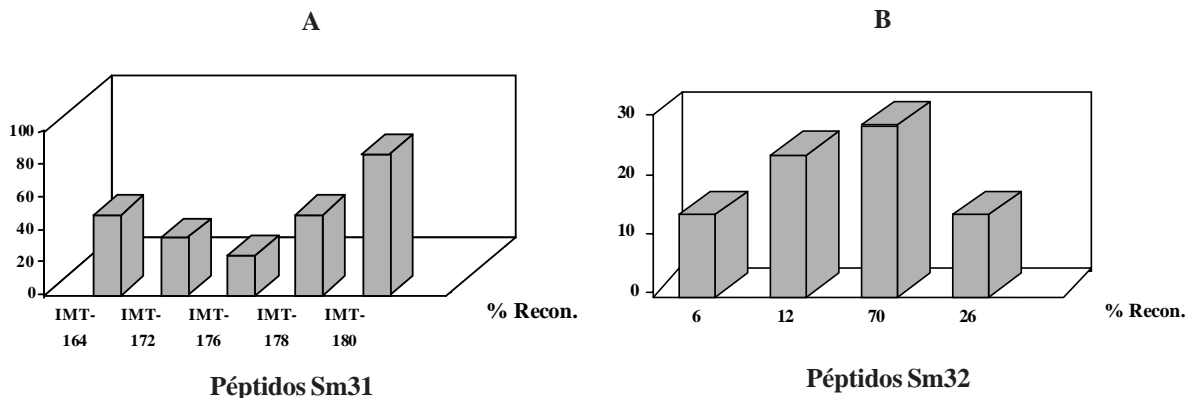 A
100
80
60
40
20
0
IMT-
164
IMT-
172
IMT-
176
IMT-
178
IMT-
180
% Recon.
Péptidos Sm31
B
30
20
10
0
6
12
70
26
% Recon.
Péptidos Sm32